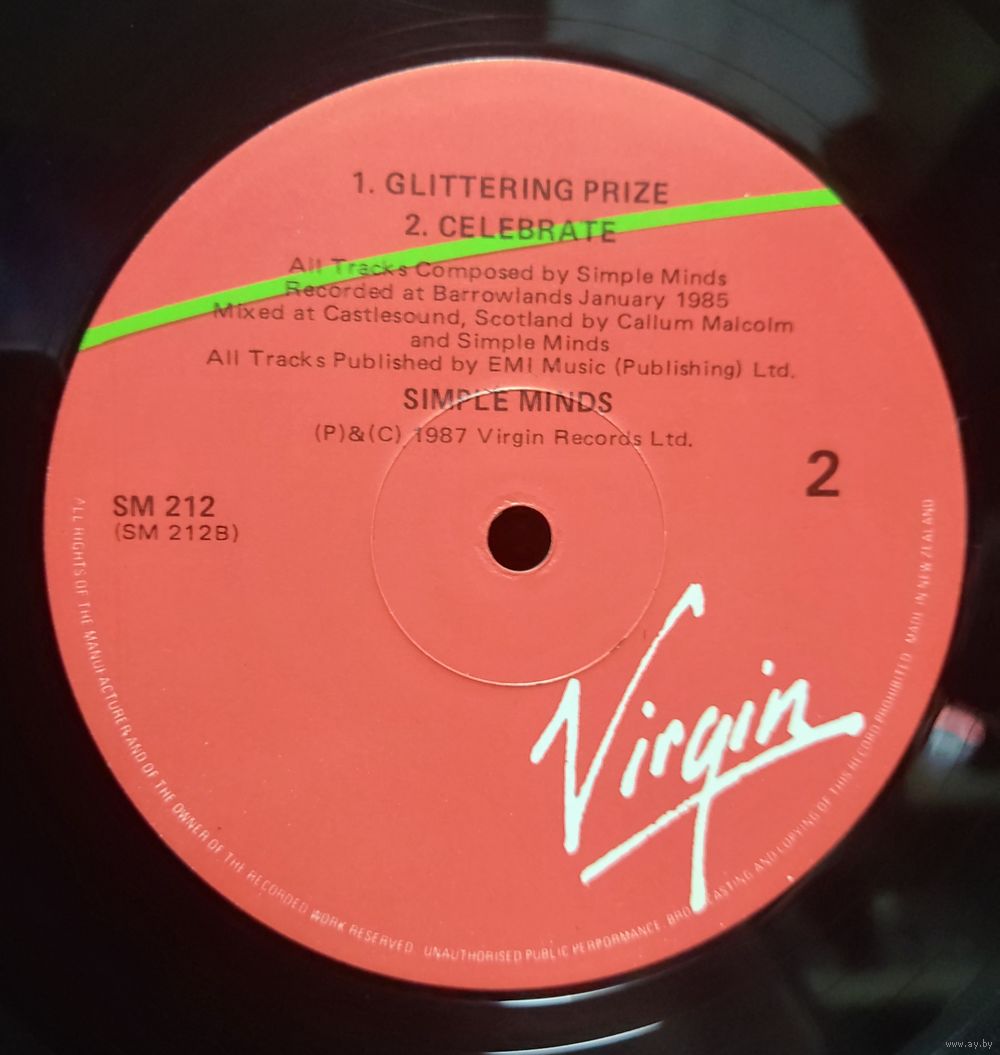 1. GLITTERING PRIZE
2. CELEBRATE
All Tracks Composed by Simple Minds
Recorded at Barrowlands January 1985
Mixed at Castlesound, Scotland by Callum Malcolm
and Simple Minds
All Tracks Published by EMI Music (Publishing) Ltd.
SIMPLE MINDS
(P)&(C) 1987 Virgin Records Ltd.
2
SM 212
(SM 212B)
Virgin
ALL RIGHTS OF THE MANUFACTURER AND OF THE OWNER OF THE RECORDED WORK RESERVED. UNAUTHORISED PUBLIC PERFORMANCE, BROADCASTING AND COPYING OF THIS RECORD PROHIBITED. MADE IN NEW ZEALAND
www.ay.by